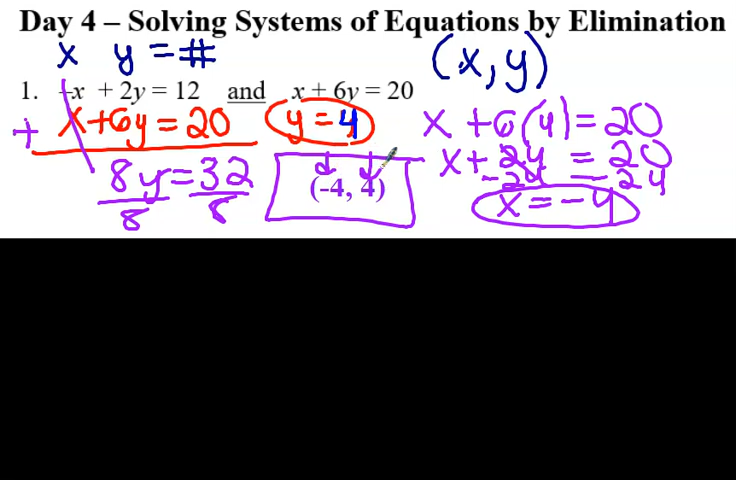 Day 4 – Solving Systems of Equations by Elimination
x y = # (x, y)
1. -x + 2y = 12 and x + 6y = 20
+ x + 6y = 20 y = 4 x + 6(4) = 20
8y = 32 x + 24 = 20
8 8 -24 -24
(-4, 4) x = -4